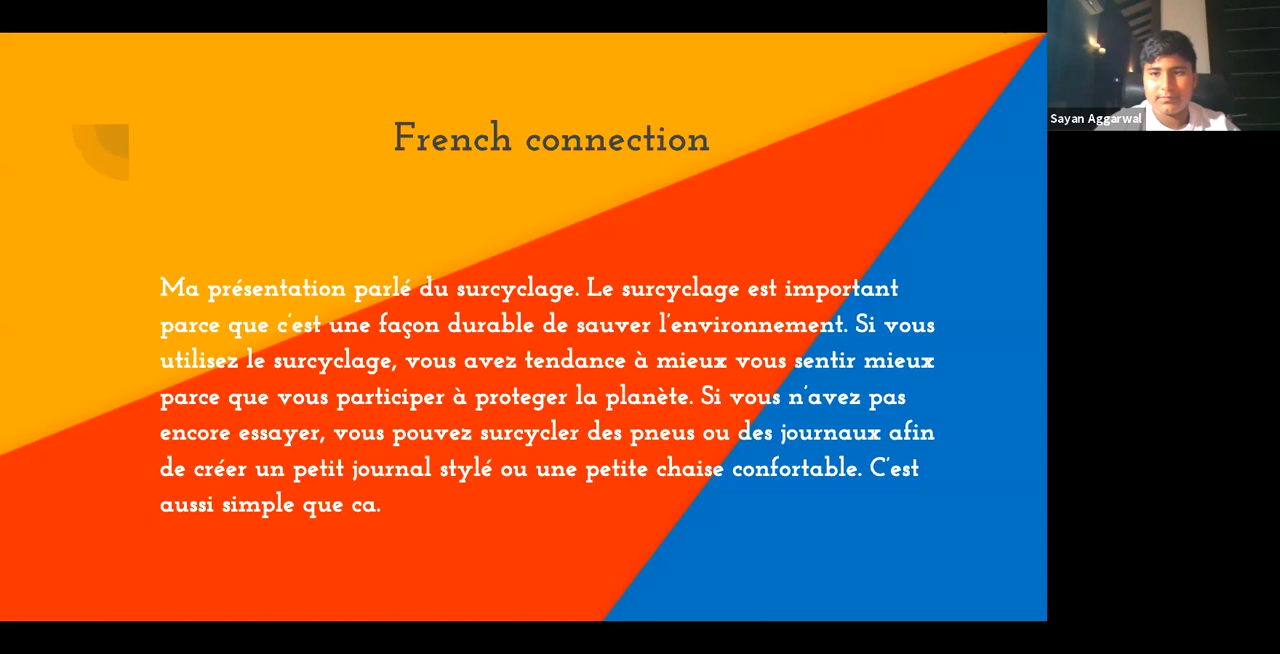 French connection
Ma présentation parlé du surcyclage. Le surcyclage est important
parce que c'est une façon durable de sauver l'environnement. Si vous
utilisez le surcyclage, vous avez tendance à mieux vous sentir mieux
parce que vous participer à proteger la planète. Si vous n'avez pas
encore essayer, vous pouvez surcycler des pneus ou des journaux afin
de créer un petit journal stylé ou une petite chaise confortable. C'est
aussi simple que ca.
Sayan Aggarwal